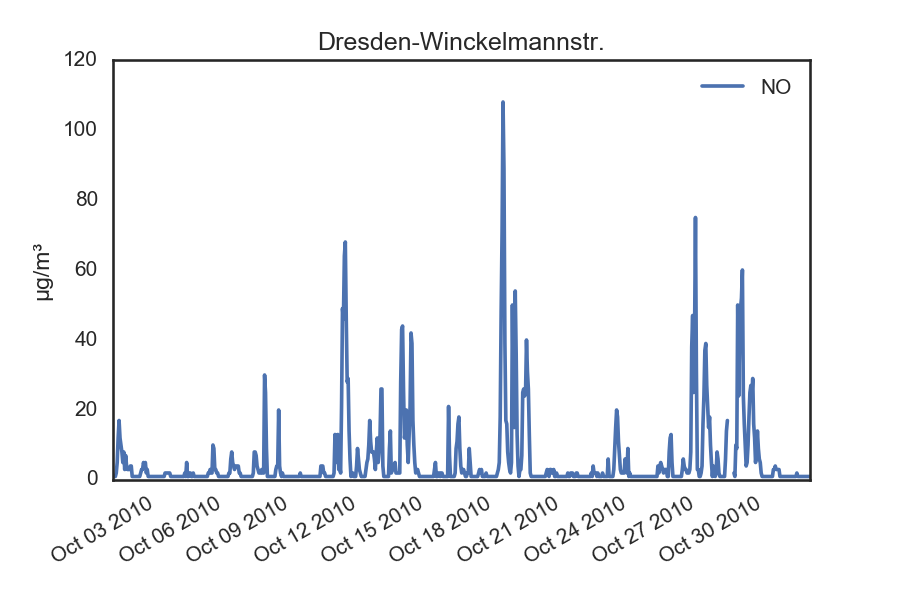 Dresden-Winckelmannstr.
120
100
80
60
40
20
0
µg/m³
NO
Oct 03 2010
Oct 06 2010
Oct 09 2010
Oct 12 2010
Oct 15 2010
Oct 18 2010
Oct 21 2010
Oct 24 2010
Oct 27 2010
Oct 30 2010